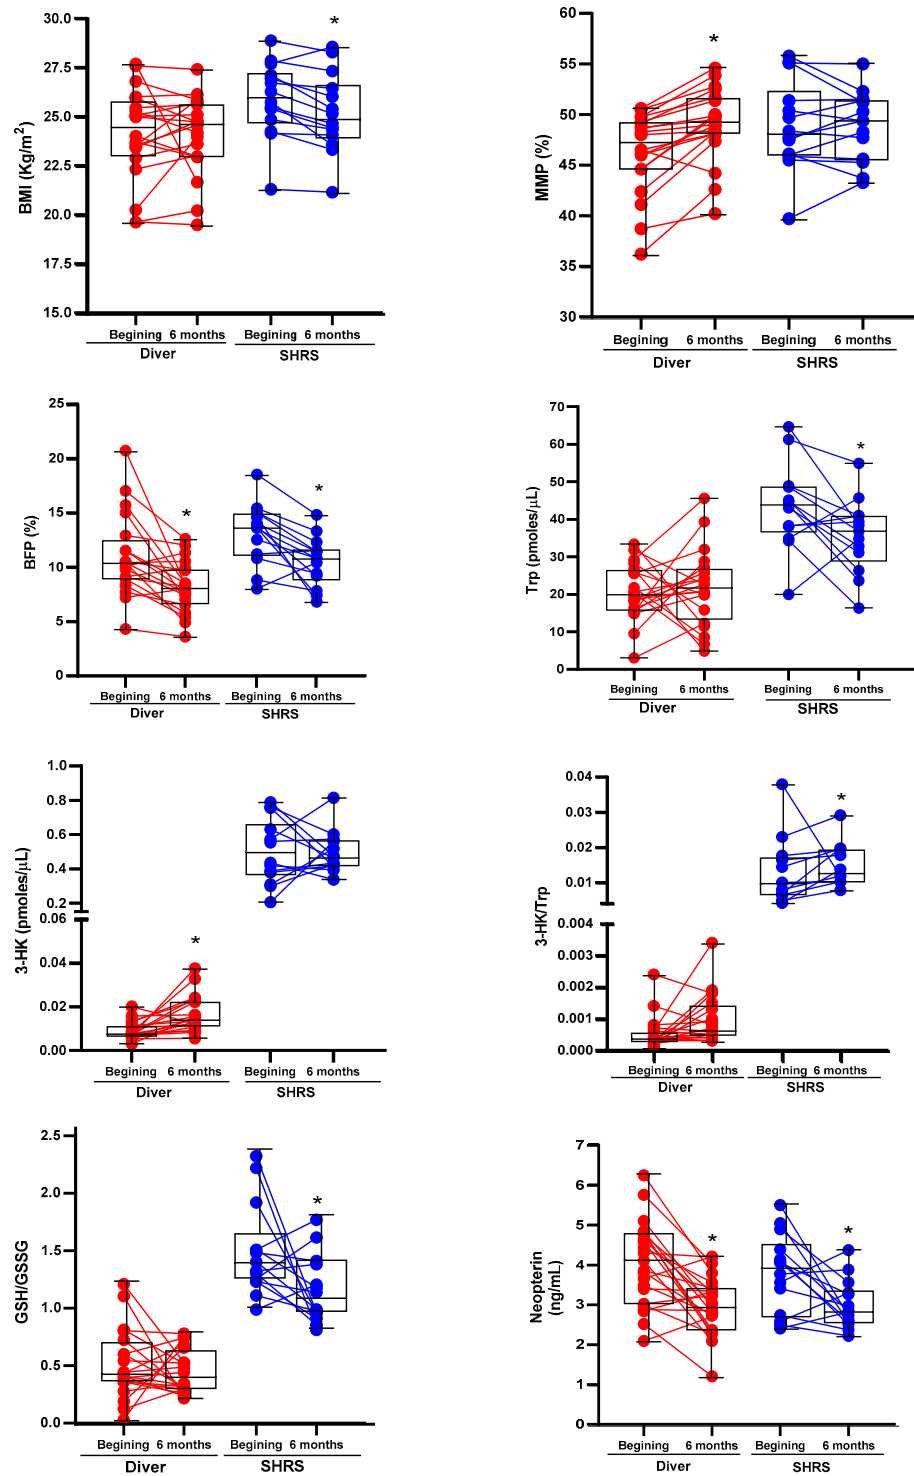 BMI (Kg/m²)
30.0
27.5
25.0
22.5
20.0
17.5
15.0
*
Begining 6 months Begining 6 months
Diver SHRS
MMP (%)
60
55
50
45
40
35
30
*
Begining 6 months Begining 6 months
Diver SHRS
BFP (%)
25
20
15
10
5
0
* *
Begining 6 months Begining 6 months
Diver SHRS
Trp (pmoles/µL)
70
60
50
40
30
20
10
0
*
Begining 6 months Begining 6 months
Diver SHRS
3-HK (pmoles/µL)
1.0
0.8
0.6
0.4
0.2
0.06
0.04
0.02
0.00
*
Begining 6 months Begining 6 months
Diver SHRS
3-HK/Trp
0.04
0.03
0.02
0.01
0.004
0.003
0.002
0.001
0.000
*
Begining 6 months Begining 6 months
Diver SHRS
GSH/GSSG
2.5
2.0
1.5
1.0
0.5
0.0
*
Begining 6 months Begining 6 months
Diver SHRS
Neopterin
(ng/mL)
7
6
5
4
3
2
1
0
* *
Begining 6 months Begining 6 months
Diver SHRS